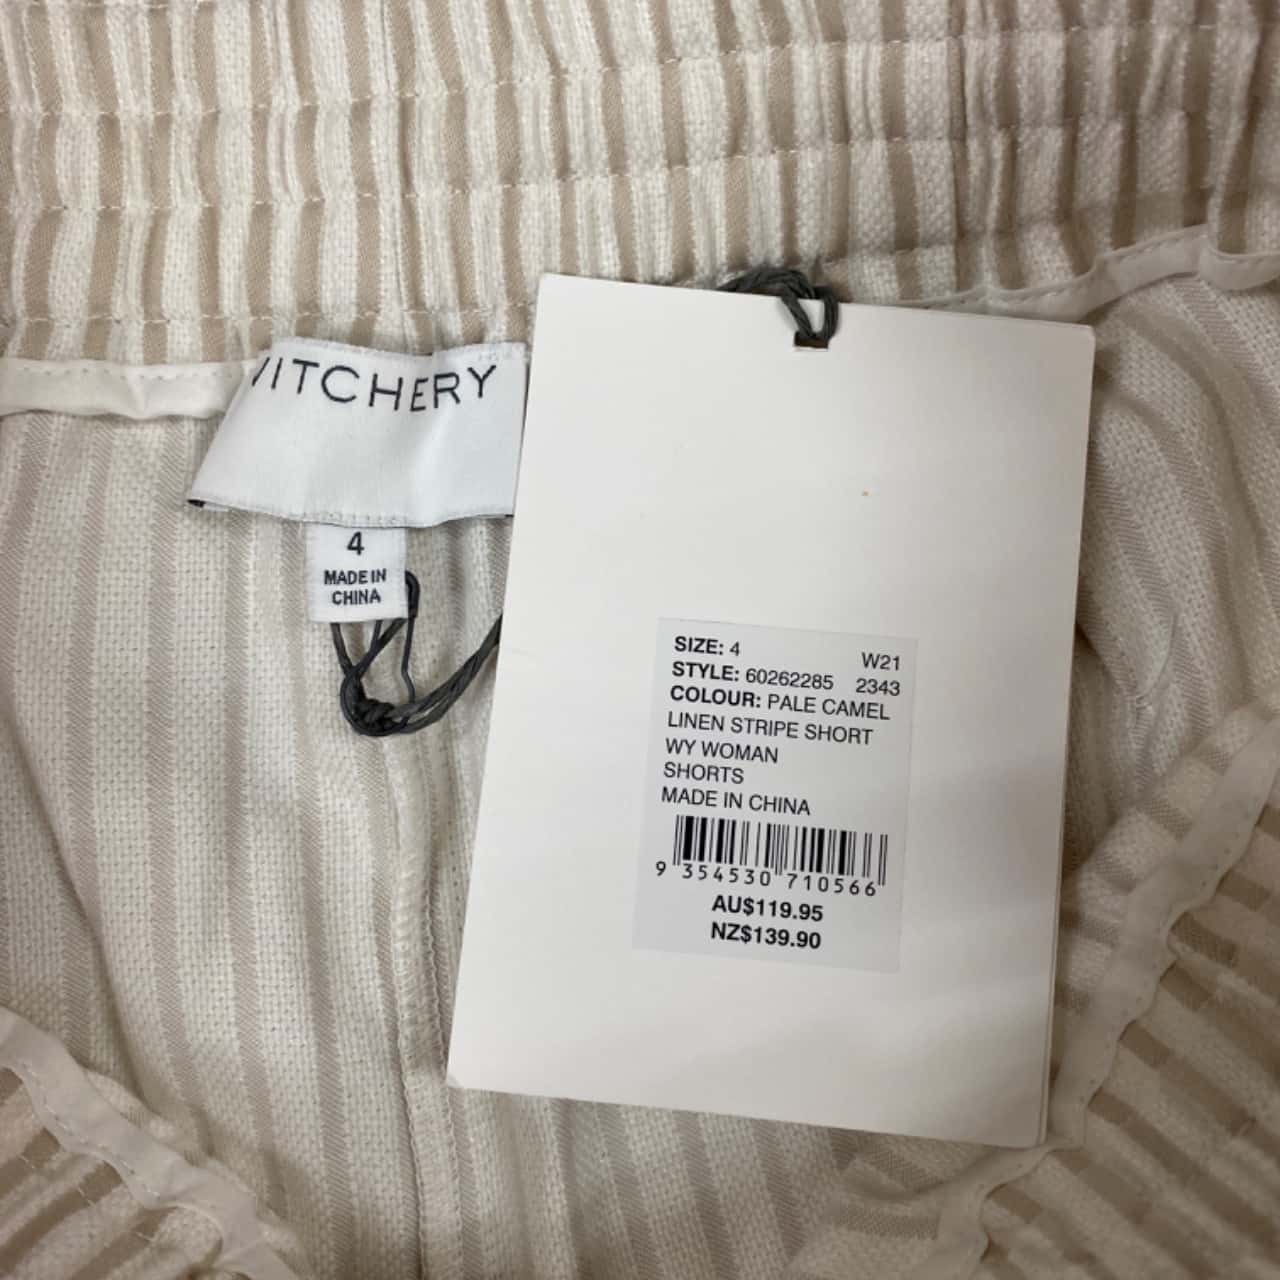 WITCHERY
4
MADE IN
CHINA
SIZE: 4 W21
STYLE: 60262285 2343
COLOUR: PALE CAMEL
LINEN STRIPE SHORT
WY WOMAN
SHORTS
MADE IN CHINA
9 354530 710566
AU$119.95
NZ$139.90